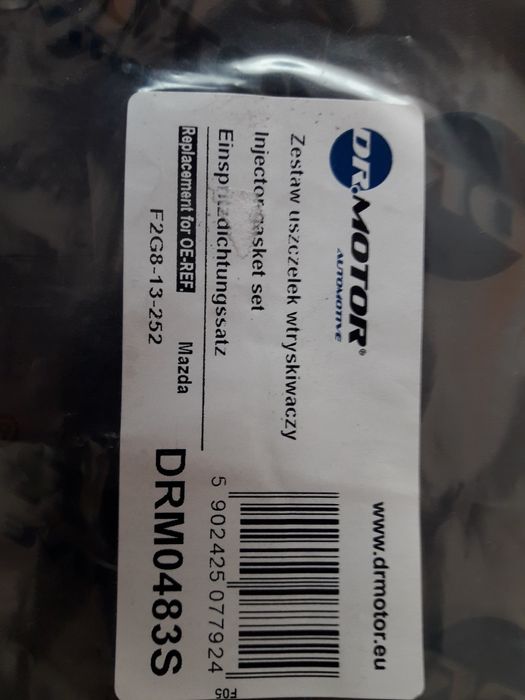 DR.MOTOR®
AUTOMOTIVE
www.drmotor.eu
Zestaw uszczelek wtryskiwaczy
Injector gasket set
Einspritzdichtungssatz
Replacement for OE-REF. Mazda
F2G8-13-252
5 902425 077924
DRM0483S